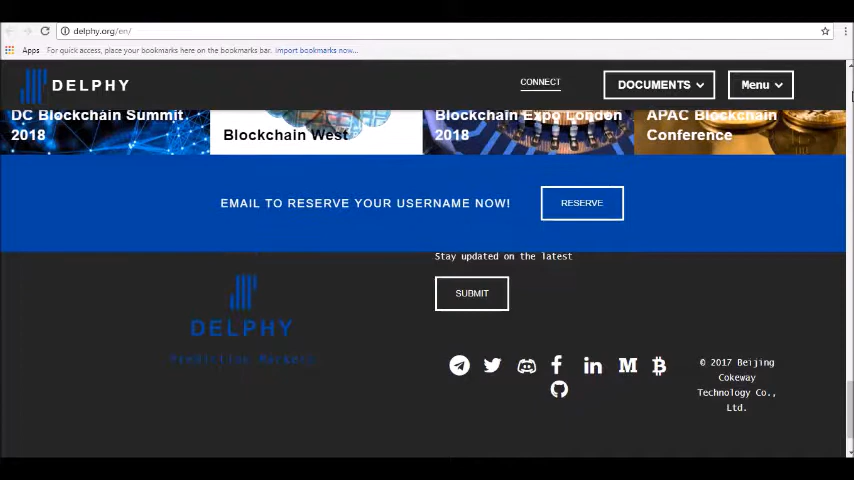 delphy.org/en/
Apps For quick access, place your bookmarks here on the bookmarks bar. import bookmarks now...
DELPHY CONNECT DOCUMENTS Menu
DC Blockchain Summit 2018
Blockchain West
Blockchain Expo London 2018
APAC Blockchain Conference
EMAIL TO RESERVE YOUR USERNAME NOW! RESERVE
Stay updated on the latest
SUBMIT
DELPHY
Prediction Market
© 2017 Beijing
Cokeway
Technology Co.,
Ltd.